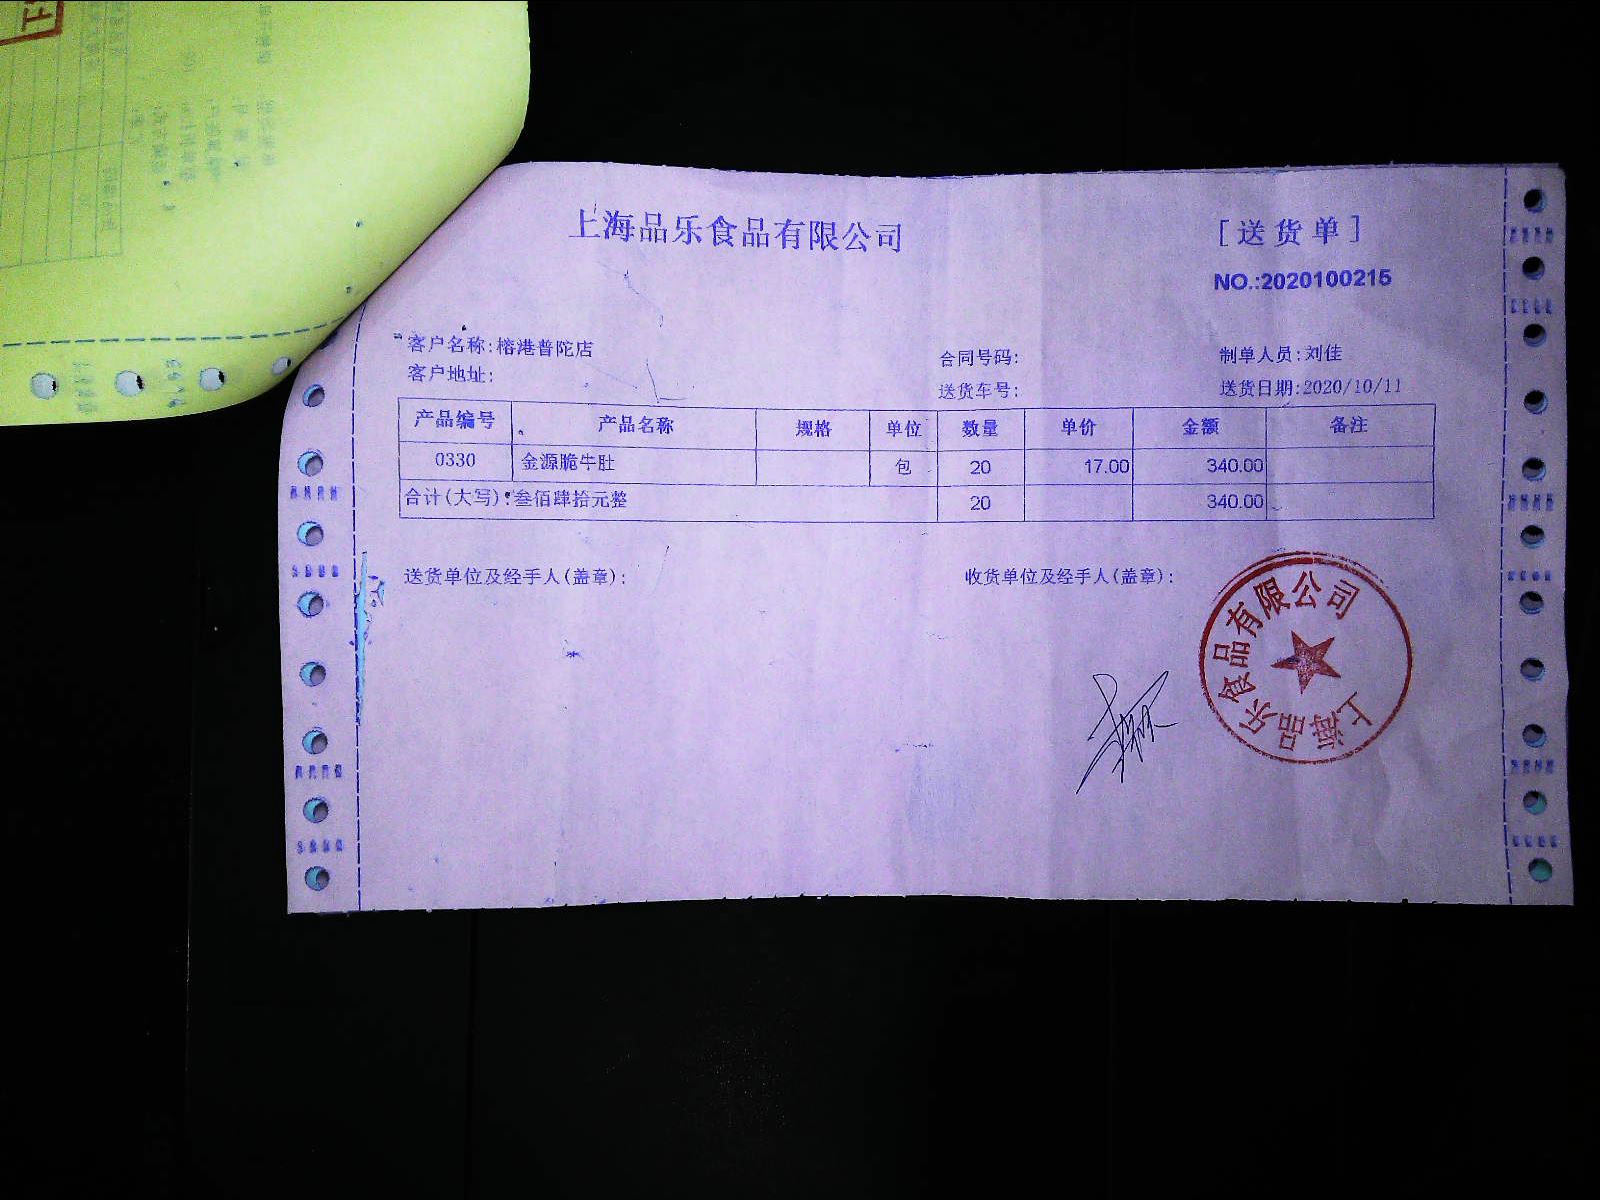 上海品乐食品有限公司
[送货单]
NO.:2020100215
客户名称:榕港普陀店
合同号码:
制单人员:刘佳
客户地址:
送货车号:
送货日期:2020/10/11
产品编号 产品名称 规格 单位 数量 单价 金额 备注
0330 金源脆牛肚 包 20 17.00 340.00
合计(大写):叁佰肆拾元整 20 340.00
送货单位及经手人(盖章):
收货单位及经手人(盖章):
上海品乐食品有限公司